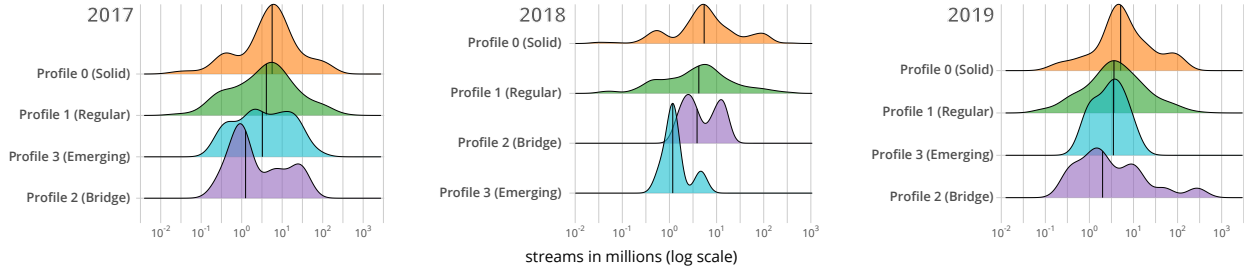 2017
Profile 0 (Solid)
Profile 1 (Regular)
Profile 3 (Emerging)
Profile 2 (Bridge)
10⁻² 10⁻¹ 10⁰ 10¹ 10² 10³
2018
Profile 0 (Solid)
Profile 1 (Regular)
Profile 2 (Bridge)
Profile 3 (Emerging)
10⁻² 10⁻¹ 10⁰ 10¹ 10² 10³
streams in millions (log scale)
2019
Profile 0 (Solid)
Profile 1 (Regular)
Profile 3 (Emerging)
Profile 2 (Bridge)
10⁻² 10⁻¹ 10⁰ 10¹ 10² 10³